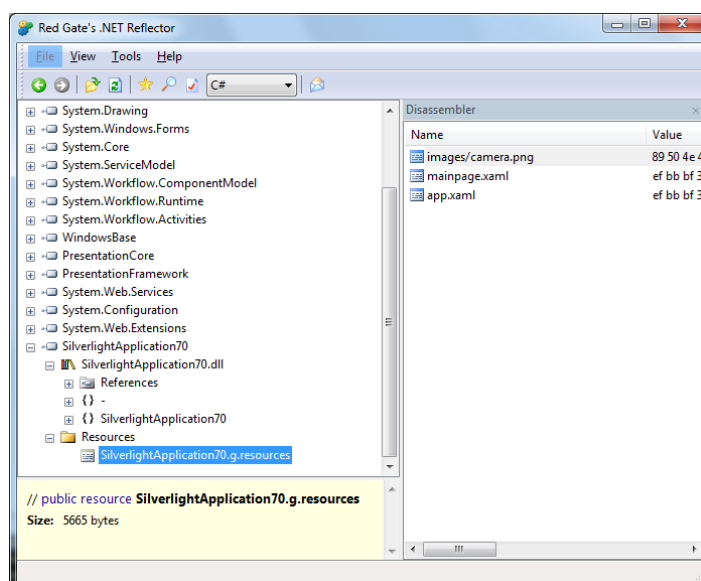 Red Gate's .NET Reflector
File View Tools Help
C#
System.Drawing
System.Windows.Forms
System.Core
System.ServiceModel
System.Workflow.ComponentModel
System.Workflow.Runtime
System.Workflow.Activities
WindowsBase
PresentationCore
PresentationFramework
System.Web.Services
System.Configuration
System.Web.Extensions
SilverlightApplication70
SilverlightApplication70.dll
References
{} -
{} SilverlightApplication70
Resources
SilverlightApplication70.g.resources
// public resource SilverlightApplication70.g.resources
Size: 5665 bytes
Disassembler
Name Value
images/camera.png 89 50 4e 4
mainpage.xaml ef bb bf 3
app.xaml ef bb bf 3